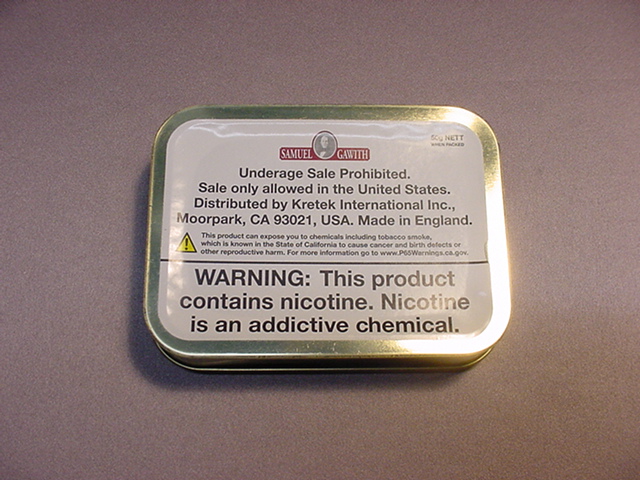 SAMUEL GAWITH
50g NETT
WHEN PACKED
Underage Sale Prohibited.
Sale only allowed in the United States.
Distributed by Kretek International Inc.,
Moorpark, CA 93021, USA. Made in England.
This product can expose you to chemicals including tobacco smoke,
which is known in the State of California to cause cancer and birth defects or
other reproductive harm. For more information go to www.P65Warnings.ca.gov.
WARNING: This product
contains nicotine. Nicotine
is an addictive chemical.